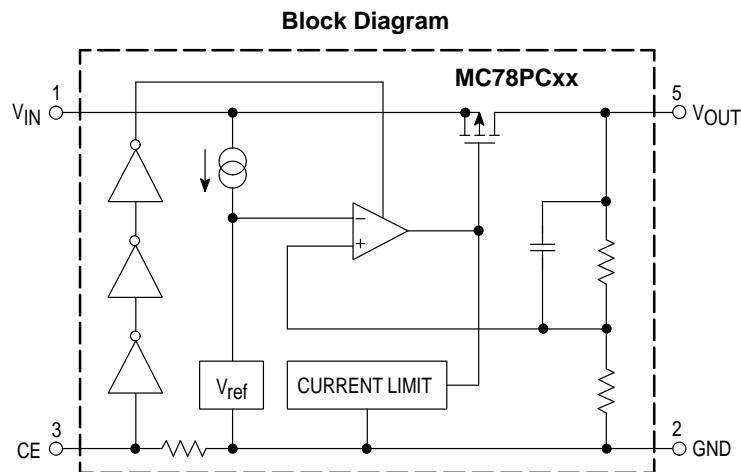 Block Diagram
MC78PCxx
1
VIN
5
VOUT
−
+
Vref
CURRENT LIMIT
3
CE
2
GND